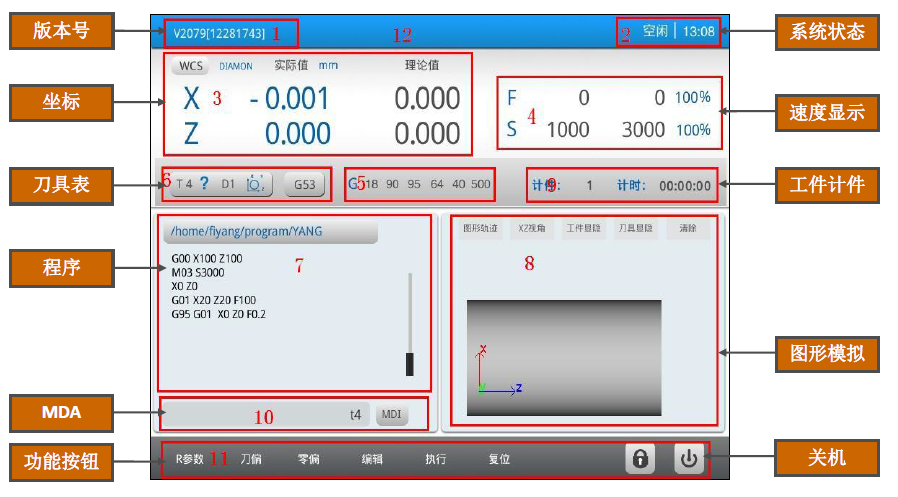 版本号
V2079[12281743] 1
12
2 空闲 | 13:08
系统状态
坐标
WCS DIAMON 实际值 mm 理论值
X 3 -0.001 0.000
Z 0.000 0.000
F 0 0 100%
4
S 1000 3000 100%
速度显示
刀具表
6 T4 ? D1 G53
G 5 18 90 95 64 40 500
计件: 9 1 计时: 00:00:00
工件计件
程序
/home/fiyang/program/YANG
G00 X100 Z100
M03 S3000
X0 Z0
G01 X20 Z20 F100
G95 G01 X0 Z0 F0.2
7
图形轨迹 XZ视角 工件显隐 刀具显隐 清除
8
X
Z
图形模拟
MDA
10 t4 MDI
功能按钮
R参数 11 刀偏 零偏 编辑 执行 复位
关机